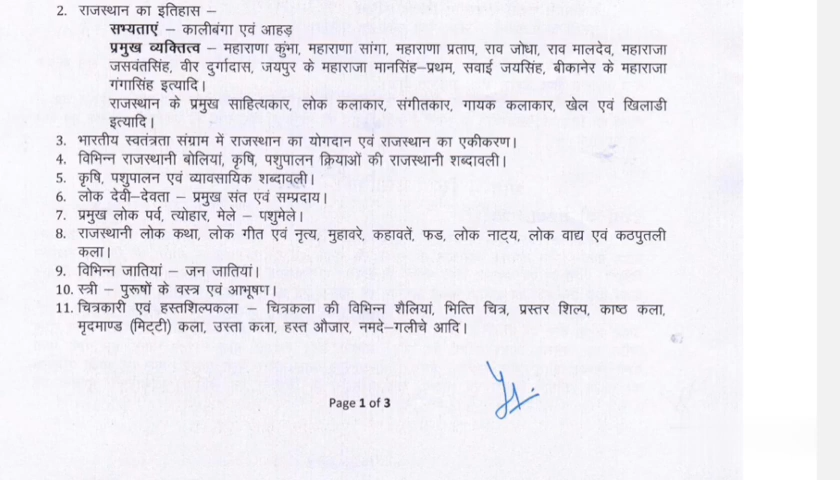 2. राजस्थान का इतिहास –
सभ्यताएं – कालीबंगा एवं आहड़
प्रमुख व्यक्तित्व – महाराणा कुंभा, महाराणा सांगा, महाराणा प्रताप, राव जोधा, राव मालदेव, महाराजा
जसवंतसिंह, वीर दुर्गादास, जयपुर के महाराजा मानसिंह–प्रथम, सवाई जयसिंह, बीकानेर के महाराजा
गंगासिंह इत्यादि।
राजस्थान के प्रमुख साहित्यकार, लोक कलाकार, संगीतकार, गायक कलाकार, खेल एवं खिलाडी
इत्यादि।
3. भारतीय स्वतंत्रता संग्राम में राजस्थान का योगदान एवं राजस्थान का एकीकरण।
4. विभिन्न राजस्थानी बोलियां, कृषि, पशुपालन क्रियाओं की राजस्थानी शब्दावली।
5. कृषि, पशुपालन एवं व्यावसायिक शब्दावली।
6. लोक देवी–देवता – प्रमुख संत एवं सम्प्रदाय।
7. प्रमुख लोक पर्व, त्योहार, मेले – पशुमेले।
8. राजस्थानी लोक कथा, लोक गीत एवं नृत्य, मुहावरे, कहावतें, फड, लोक नाट्य, लोक वाद्य एवं कठपुतली
कला।
9. विभिन्न जातियां – जन जातियां।
10. स्त्री – पुरूषों के वस्त्र एवं आभूषण।
11. चित्रकारी एवं हस्तशिल्पकला – चित्रकला की विभिन्न शैलियां, भित्ति चित्र, प्रस्तर शिल्प, काष्ठ कला,
मृदमाण्ड (मिट्टी) कला, उस्ता कला, हस्त औजार, नमदे–गलीचे आदि।
Page 1 of 3